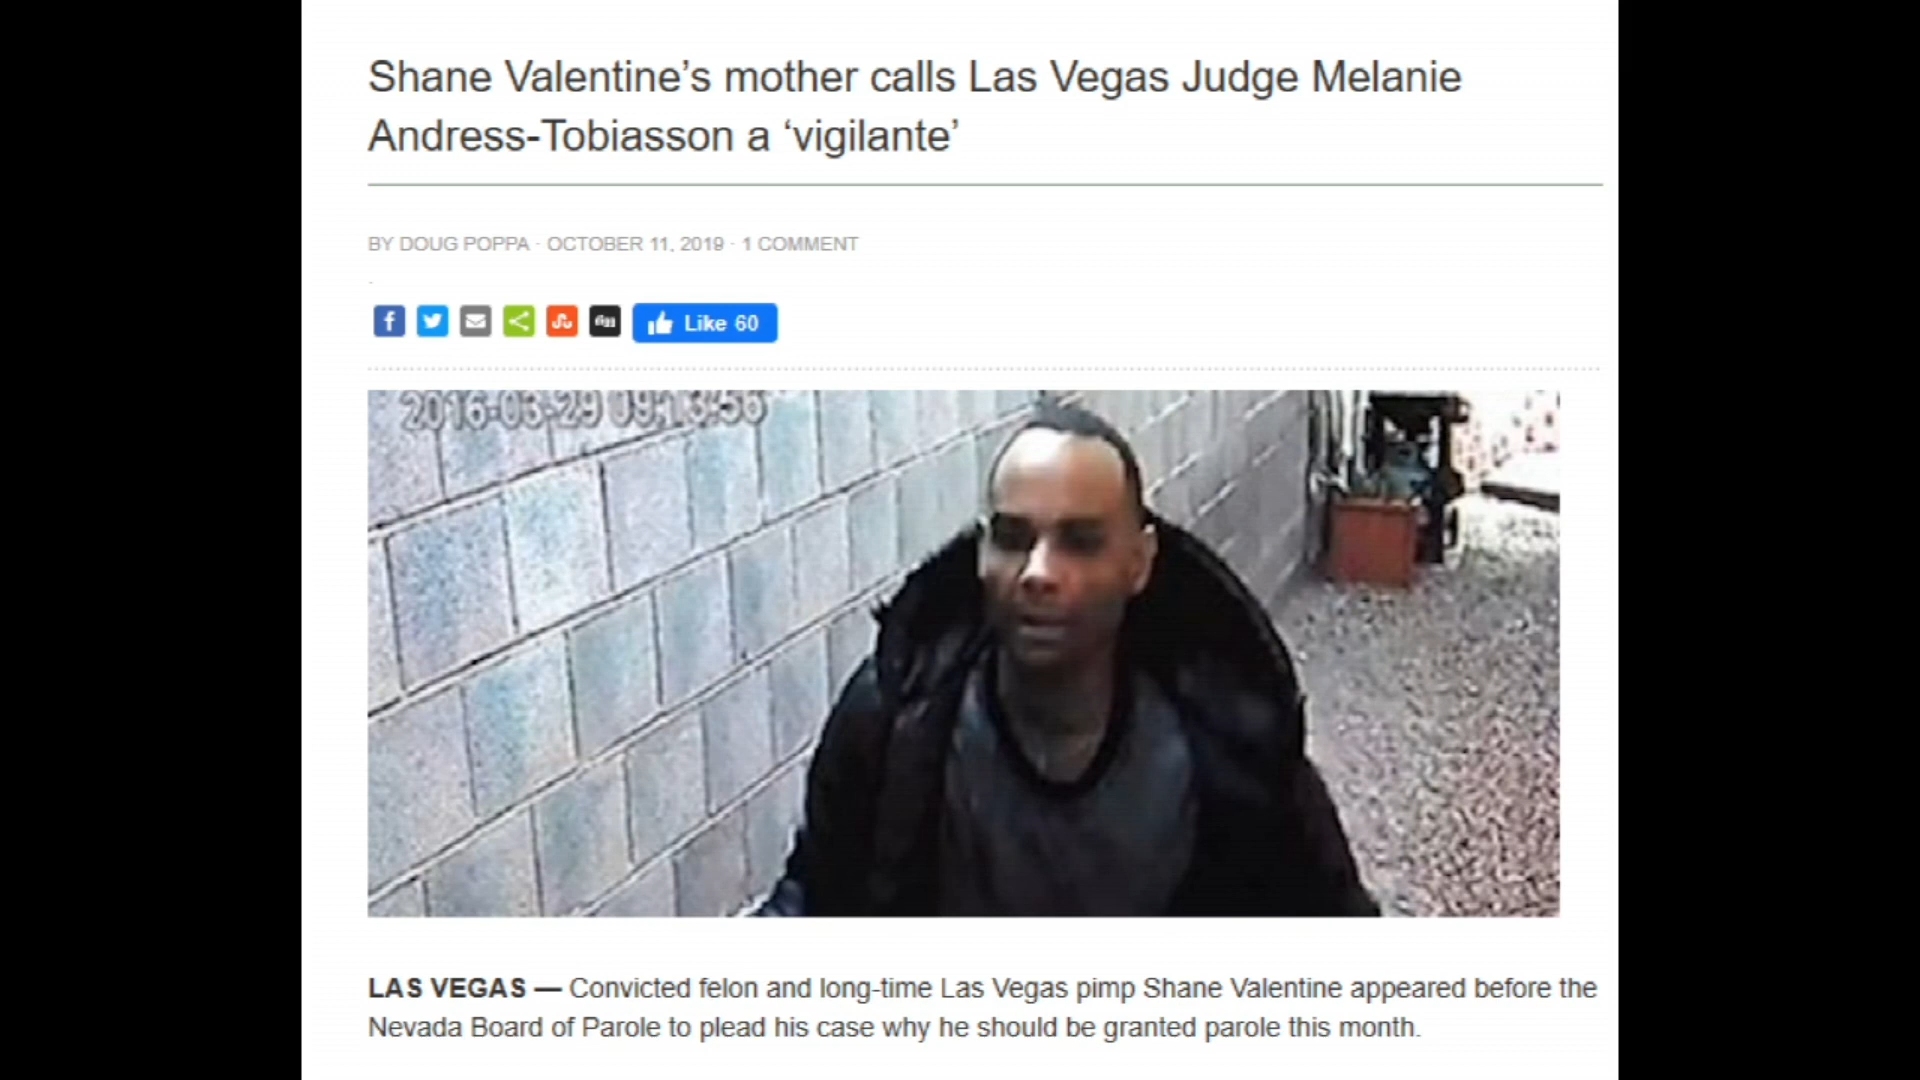 Shane Valentine’s mother calls Las Vegas Judge Melanie
Andress-Tobiasson a ‘vigilante’
BY DOUG POPPA · OCTOBER 11, 2019 · 1 COMMENT
f
digg
Like 60
2016-03-29 09:13:56
LAS VEGAS — Convicted felon and long-time Las Vegas pimp Shane Valentine appeared before the
Nevada Board of Parole to plead his case why he should be granted parole this month.